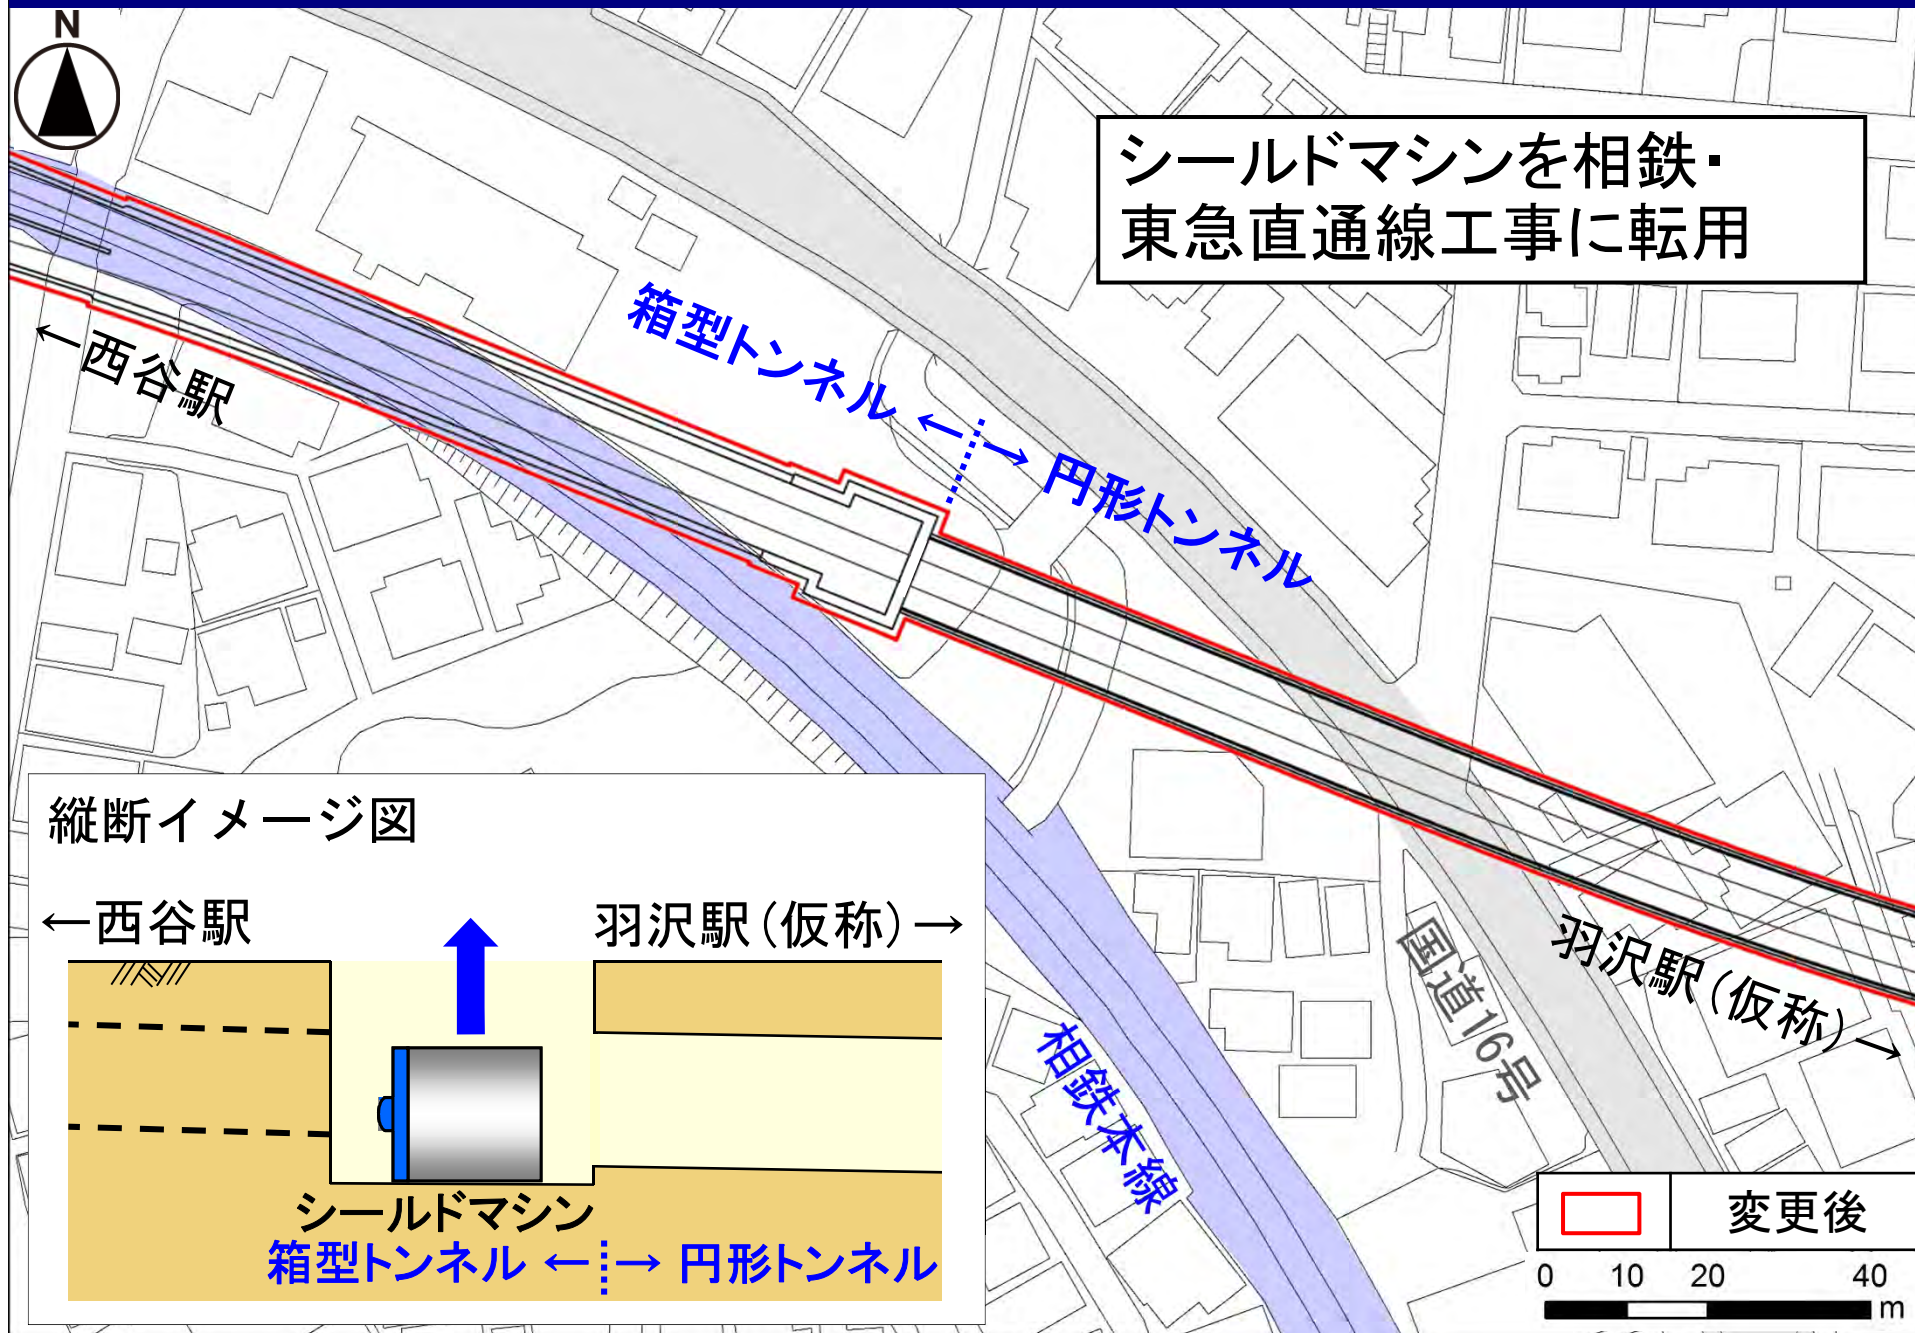 N
シールドマシンを相鉄・
東急直通線工事に転用
箱型トンネル ←
→ 円形トンネル
←西谷駅
縦断イメージ図
←西谷駅
羽沢駅(仮称)→
シールドマシン
箱型トンネル ← → 円形トンネル
相鉄本線
国道16号
羽沢駅(仮称)→
変更後
0 10 20 40
m